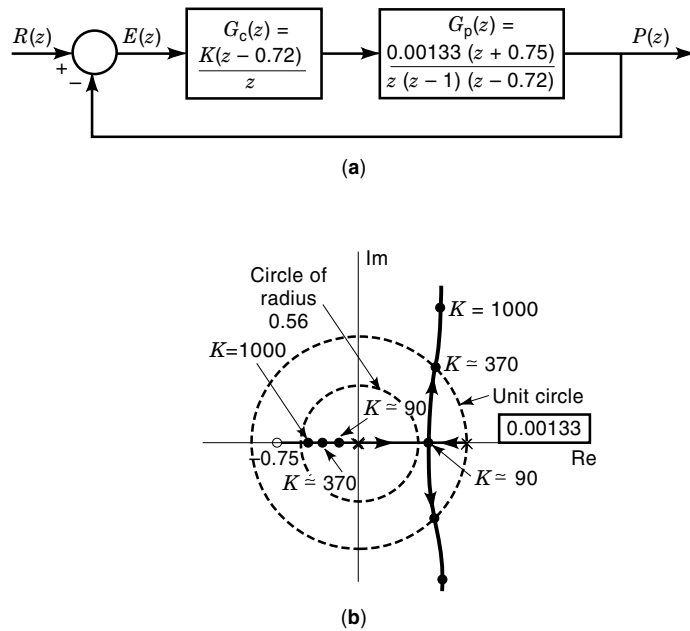 R(z)
+
−
E(z)
G_c(z) =
K(z − 0.72)
z
G_p(z) =
0.00133 (z + 0.75)
z (z − 1) (z − 0.72)
P(z)
(a)
Im
Circle of
radius
0.56
K = 1000
K=1000
K ≃ 370
K ≃ 90
Unit circle
0.00133
−0.75
K ≃ 370
K ≃ 90
Re
(b)